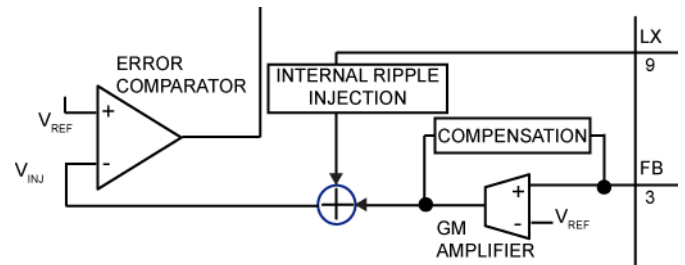 LX
9
ERROR
COMPARATOR
INTERNAL RIPPLE
INJECTION
+
VREF
-
VINJ
COMPENSATION
FB
3
+
-
VREF
GM
AMPLIFIER